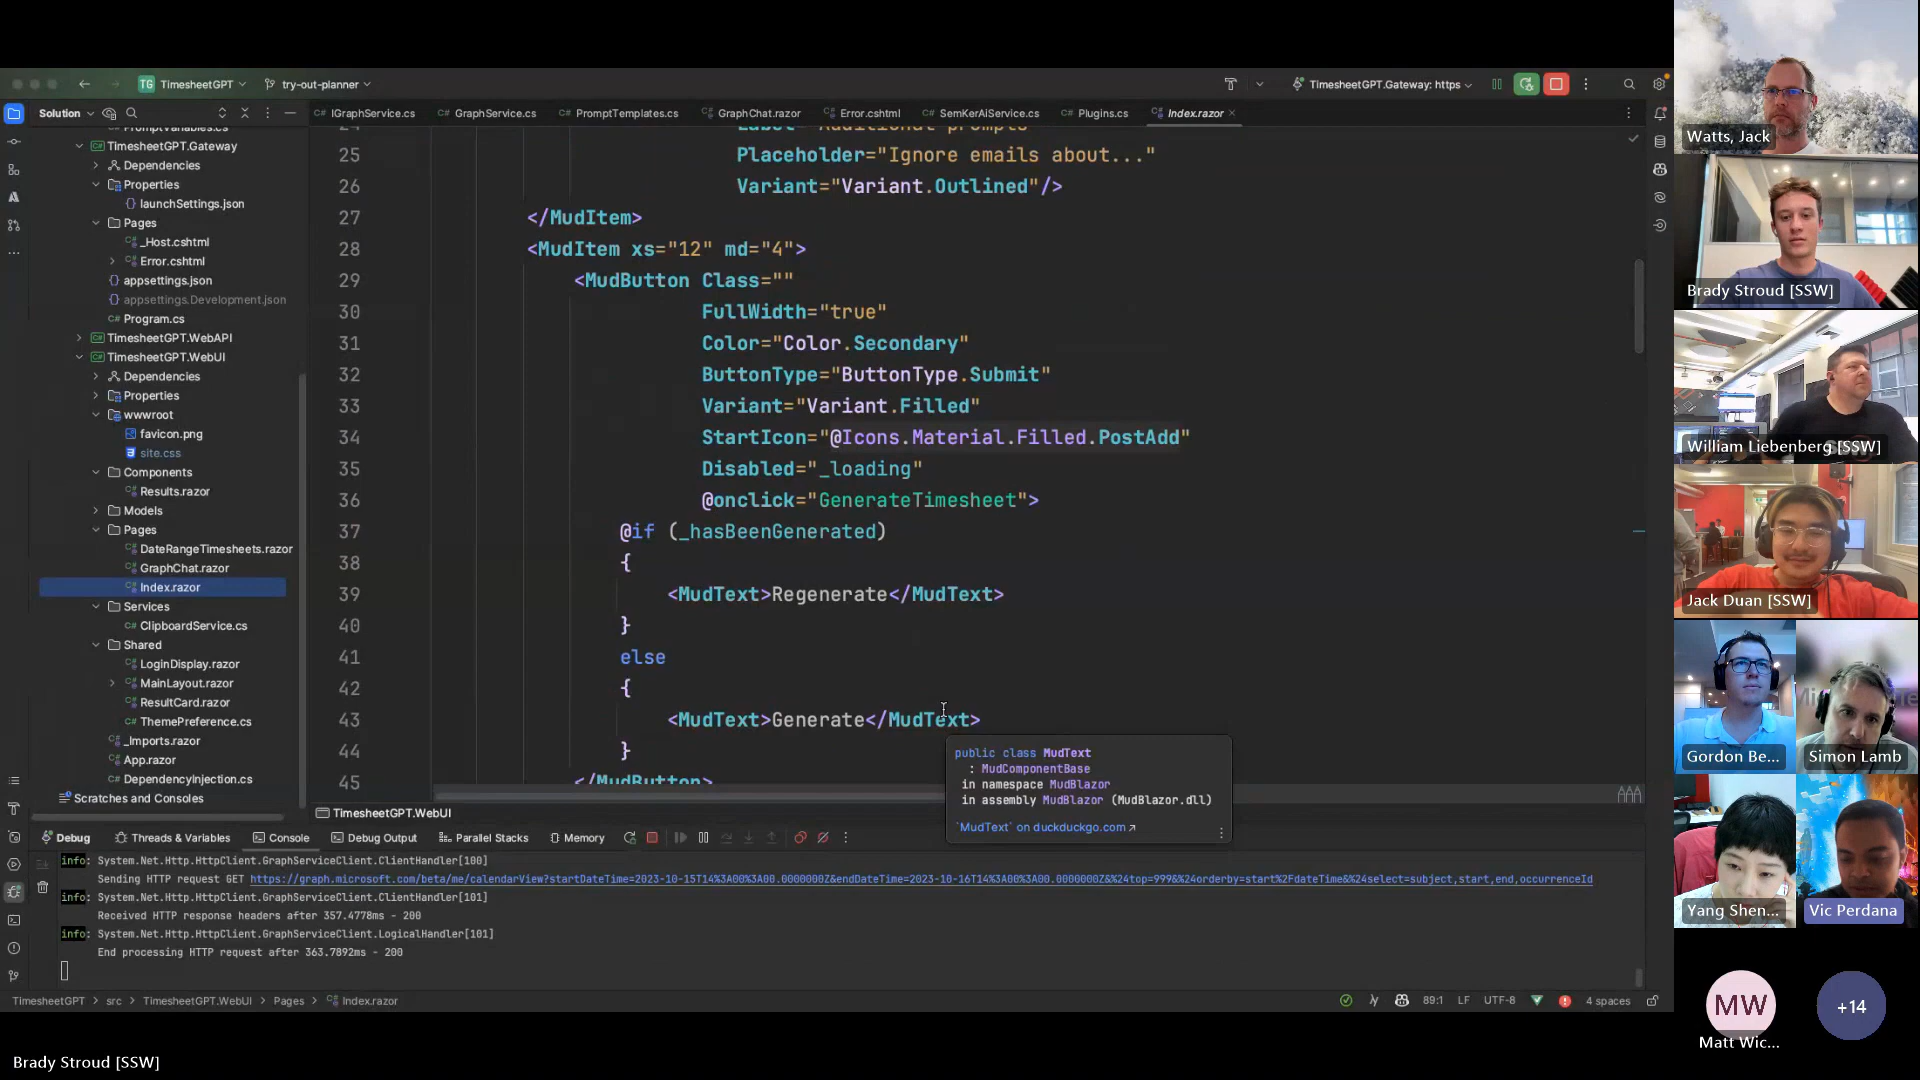 TG TimesheetGPT
try-out-planner
TimesheetGPT.Gateway: https
Solution
IGraphService.cs
GraphService.cs
PromptTemplates.cs
GraphChat.razor
Error.cshtml
SemKerAiService.cs
Plugins.cs
Index.razor
PromptVariables.cs
TimesheetGPT.Gateway
Dependencies
Properties
launchSettings.json
Pages
_Host.cshtml
Error.cshtml
appsettings.json
appsettings.Development.json
Program.cs
TimesheetGPT.WebAPI
TimesheetGPT.WebUI
Dependencies
Properties
wwwroot
favicon.png
site.css
Components
Results.razor
Models
Pages
DateRangeTimesheets.razor
GraphChat.razor
Index.razor
Services
ClipboardService.cs
Shared
LoginDisplay.razor
MainLayout.razor
ResultCard.razor
ThemePreference.cs
_Imports.razor
App.razor
DependencyInjection.cs
Scratches and Consoles
24 Label="Additional prompts"
25 Placeholder="Ignore emails about..."
26 Variant="Variant.Outlined"/>
27 </MudItem>
28 <MudItem xs="12" md="4">
29 <MudButton Class=""
30 FullWidth="true"
31 Color="Color.Secondary"
32 ButtonType="ButtonType.Submit"
33 Variant="Variant.Filled"
34 StartIcon="@Icons.Material.Filled.PostAdd"
35 Disabled="_loading"
36 @onclick="GenerateTimesheet">
37 @if (_hasBeenGenerated)
38 {
39 <MudText>Regenerate</MudText>
40 }
41 else
42 {
43 <MudText>Generate</MudText>
44 }
45 </MudButton>
public class MudText
: MudComponentBase
in namespace MudBlazor
in assembly MudBlazor (MudBlazor.dll)
`MudText` on duckduckgo.com↗
TimesheetGPT.WebUI
Debug
Threads & Variables
Console
Debug Output
Parallel Stacks
Memory
info: System.Net.Http.HttpClient.GraphServiceClient.ClientHandler[100]
Sending HTTP request GET https://graph.microsoft.com/beta/me/calendarView?startDateTime=2023-10-15T14%3A00%3A00.0000000Z&endDateTime=2023-10-16T14%3A00%3A00.0000000Z&%24top=999&%24orderby=start%2FdateTime&%24select=subject,start,end,occurrenceId
info: System.Net.Http.HttpClient.GraphServiceClient.ClientHandler[101]
Received HTTP response headers after 357.4778ms - 200
info: System.Net.Http.HttpClient.GraphServiceClient.LogicalHandler[101]
End processing HTTP request after 363.7892ms - 200
TimesheetGPT > src > TimesheetGPT.WebUI > Pages > Index.razor
89:1 LF UTF-8 4 spaces
Watts, Jack
Brady Stroud [SSW]
William Liebenberg [SSW]
Jack Duan [SSW]
Gordon Be...
Simon Lamb
Yang Shen...
Vic Perdana
MW
Matt Wic...
+14
Brady Stroud [SSW]